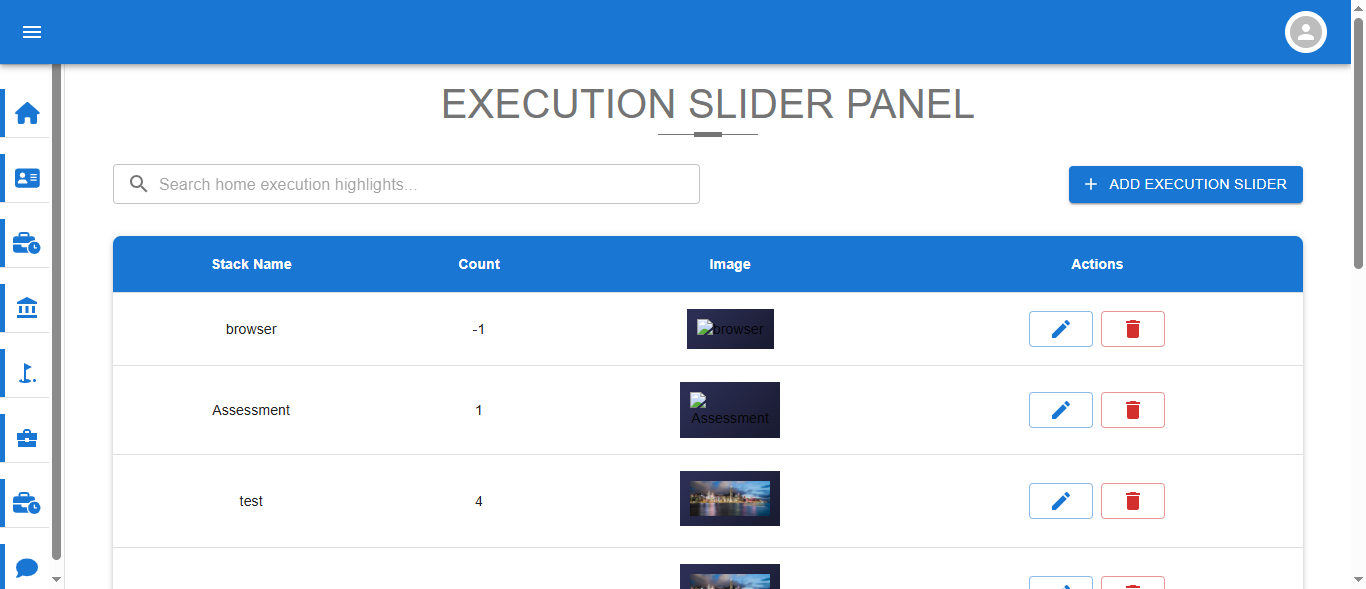 EXECUTION SLIDER PANEL
Search home execution highlights...
ADD EXECUTION SLIDER
Stack Name Count Image Actions
browser -1 browser
Assessment 1 Assessment
test 4